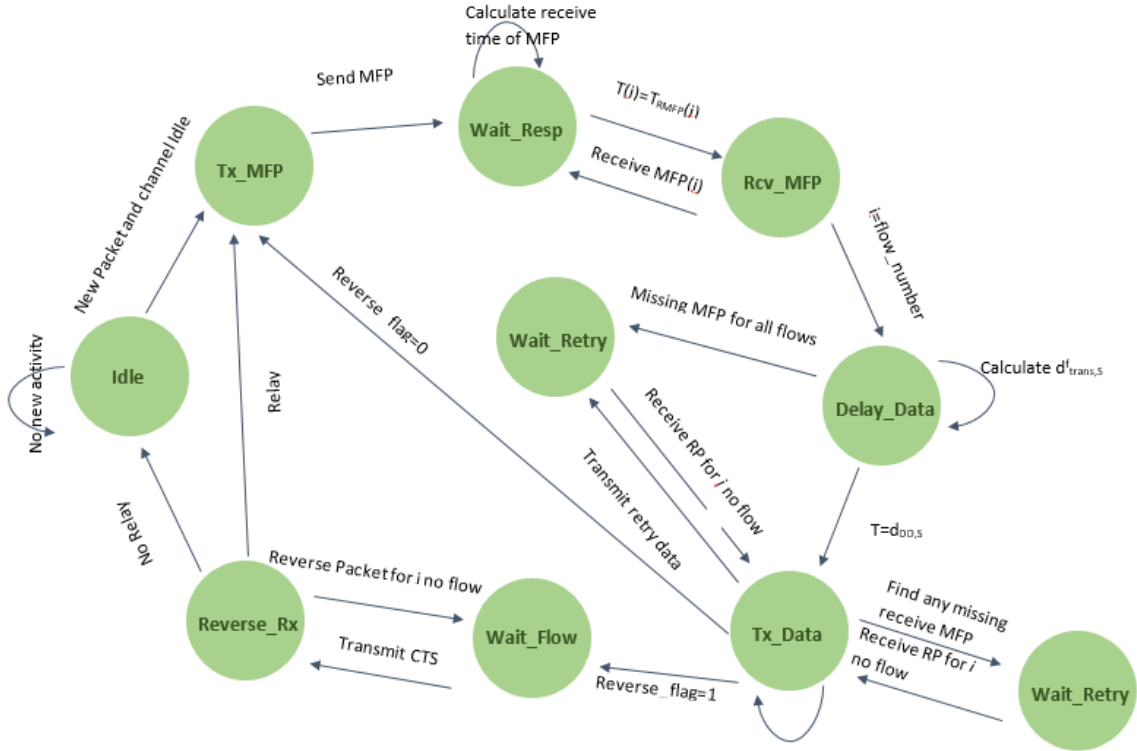 Calculate receive
time of MFP
Send MFP
Wait_Resp
T(j)=TRMFP(j)
Receive MFP(j)
Rcv_MFP
Tx_MFP
New Packet and channel Idle
i=flow_number
Reverse_flag=0
Missing MFP for all flows
Wait_Retry
Idle
No new activity
Relay
Calculate dftrans,S
Delay_Data
Receive RP for i no flow
Transmit retry data
No Relay
T=dDD,S
Reverse Packet for i no flow
Reverse_Rx
Wait_Flow
Transmit CTS
Tx_Data
Find any missing
receive MFP
Receive RP for i
no flow
Reverse_flag=1
Wait_Retry